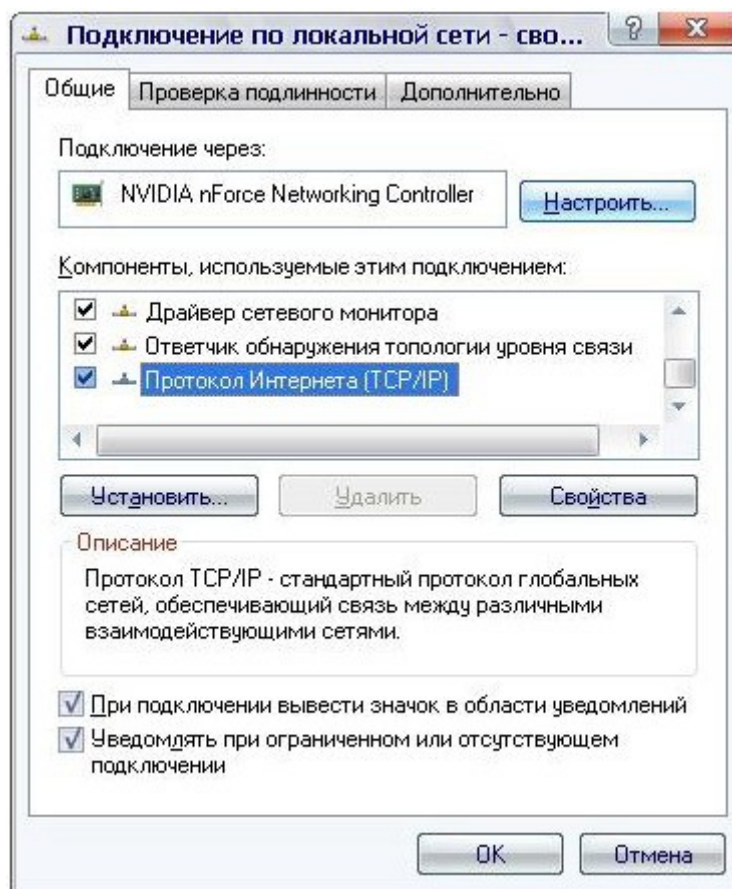 Подключение по локальной сети - сво...
Общие
Проверка подлинности
Дополнительно
Подключение через:
NVIDIA nForce Networking Controller
Настроить...
Компоненты, используемые этим подключением:
Драйвер сетевого монитора
Ответчик обнаружения топологии уровня связи
Протокол Интернета (TCP/IP)
Установить...
Удалить
Свойства
Описание
Протокол TCP/IP - стандартный протокол глобальных
сетей, обеспечивающий связь между различными
взаимодействующими сетями.
При подключении вывести значок в области уведомлений
Уведомлять при ограниченном или отсутствующем
подключении
OK
Отмена